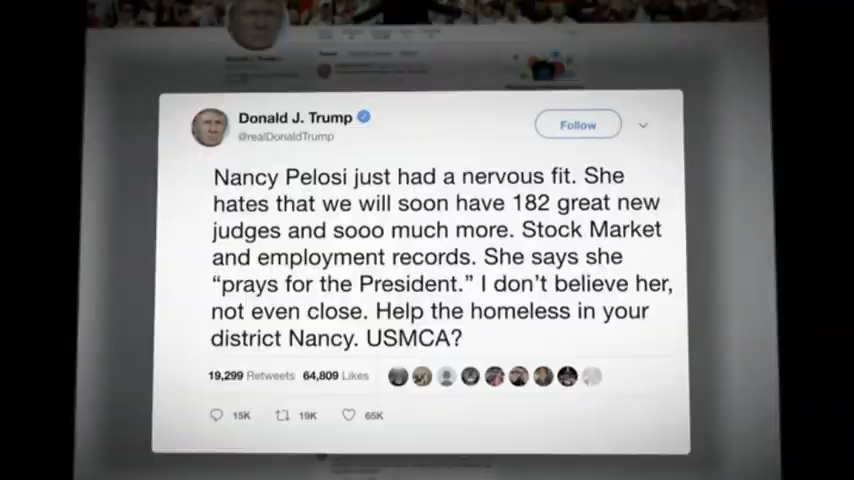 Donald J. Trump
@realDonaldTrump
Follow
Nancy Pelosi just had a nervous fit. She
hates that we will soon have 182 great new
judges and sooo much more. Stock Market
and employment records. She says she
“prays for the President.” I don’t believe her,
not even close. Help the homeless in your
district Nancy. USMCA?
19,299 Retweets 64,809 Likes
15K 19K 65K